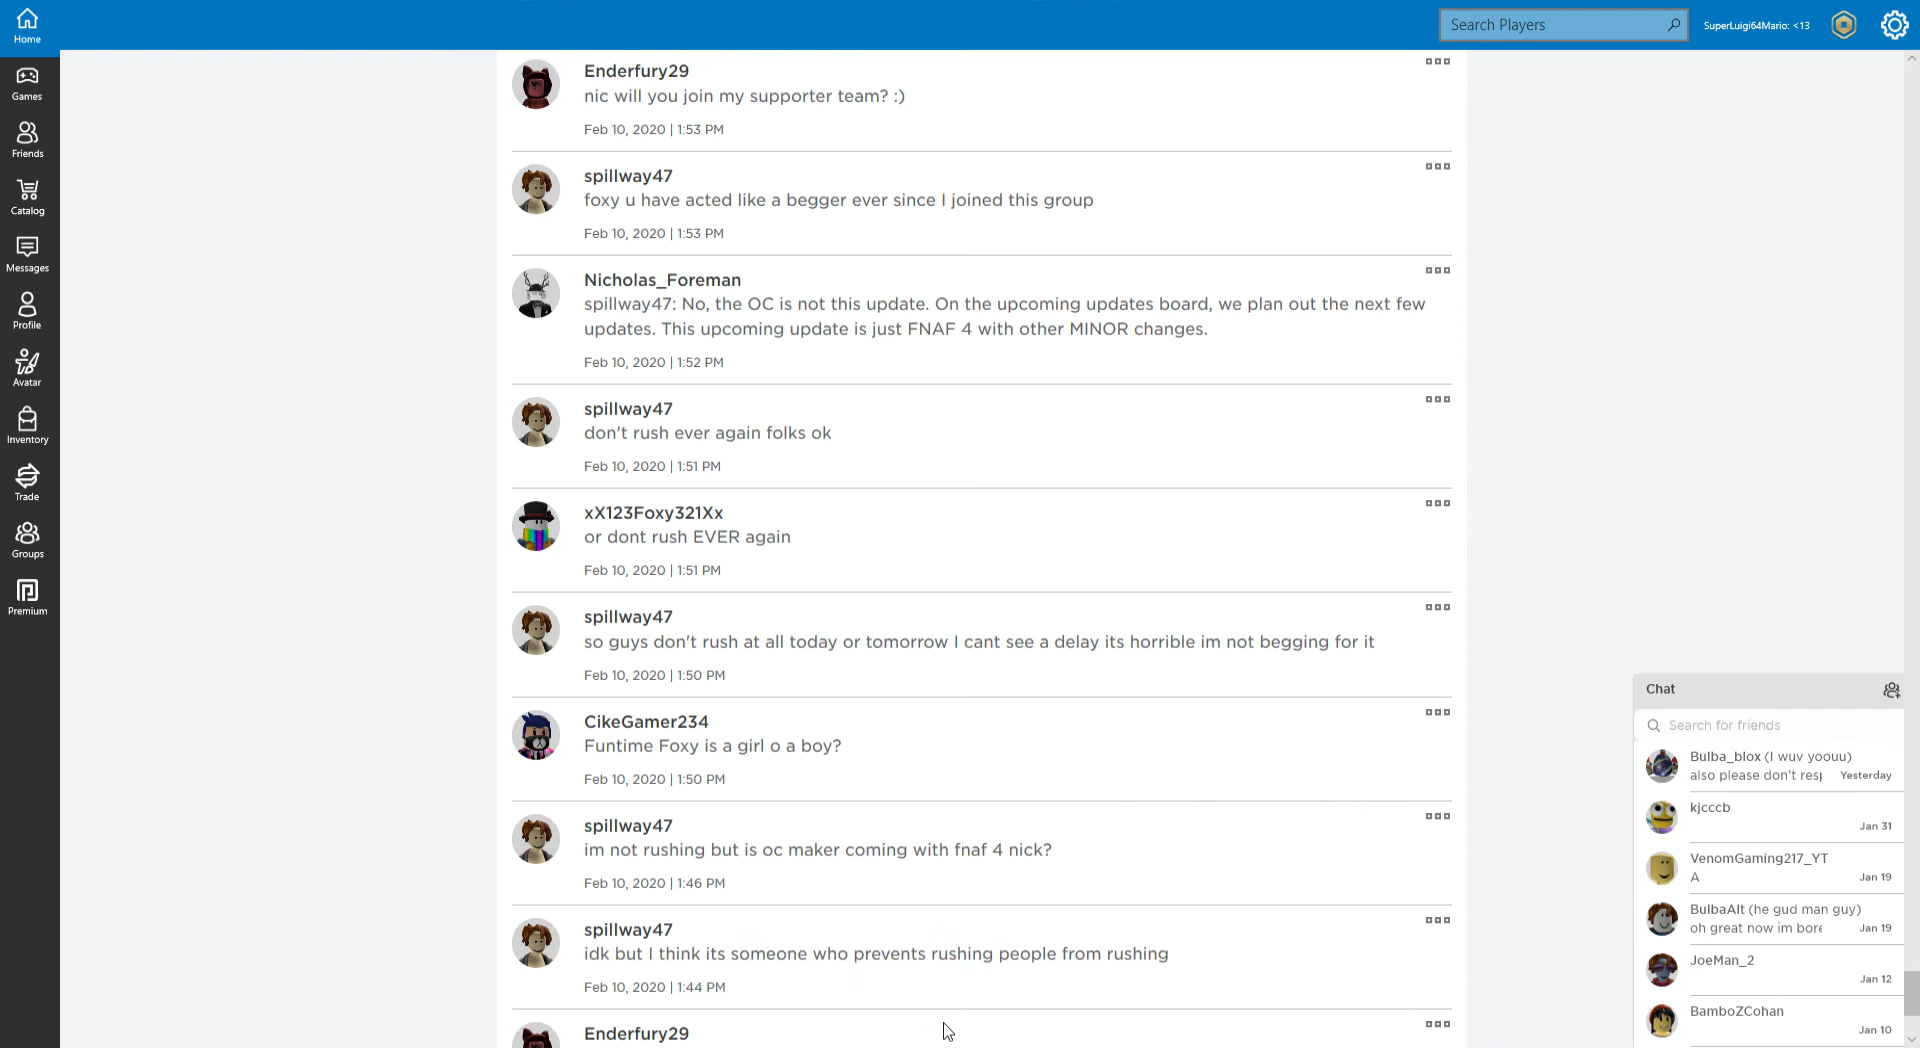 Home
Search Players
SuperLuigi64Mario: <13
Games
Friends
Catalog
Messages
Profile
Avatar
Inventory
Trade
Groups
Premium
Enderfury29
nic will you join my supporter team? :)
Feb 10, 2020 | 1:53 PM
spillway47
foxy u have acted like a begger ever since I joined this group
Feb 10, 2020 | 1:53 PM
Nicholas_Foreman
spillway47: No, the OC is not this update. On the upcoming updates board, we plan out the next few
updates. This upcoming update is just FNAF 4 with other MINOR changes.
Feb 10, 2020 | 1:52 PM
spillway47
don't rush ever again folks ok
Feb 10, 2020 | 1:51 PM
xX123Foxy321Xx
or dont rush EVER again
Feb 10, 2020 | 1:51 PM
spillway47
so guys don't rush at all today or tomorrow I cant see a delay its horrible im not begging for it
Feb 10, 2020 | 1:50 PM
CikeGamer234
Funtime Foxy is a girl o a boy?
Feb 10, 2020 | 1:50 PM
spillway47
im not rushing but is oc maker coming with fnaf 4 nick?
Feb 10, 2020 | 1:46 PM
spillway47
idk but I think its someone who prevents rushing people from rushing
Feb 10, 2020 | 1:44 PM
Enderfury29
Chat
Search for friends
Bulba_blox (I wuv yoouu)
also please don't resp Yesterday
kjcccb
Jan 31
VenomGaming217_YT
A Jan 19
BulbaAlt (he gud man guy)
oh great now im bore Jan 19
JoeMan_2
Jan 12
BamboZCohan
Jan 10